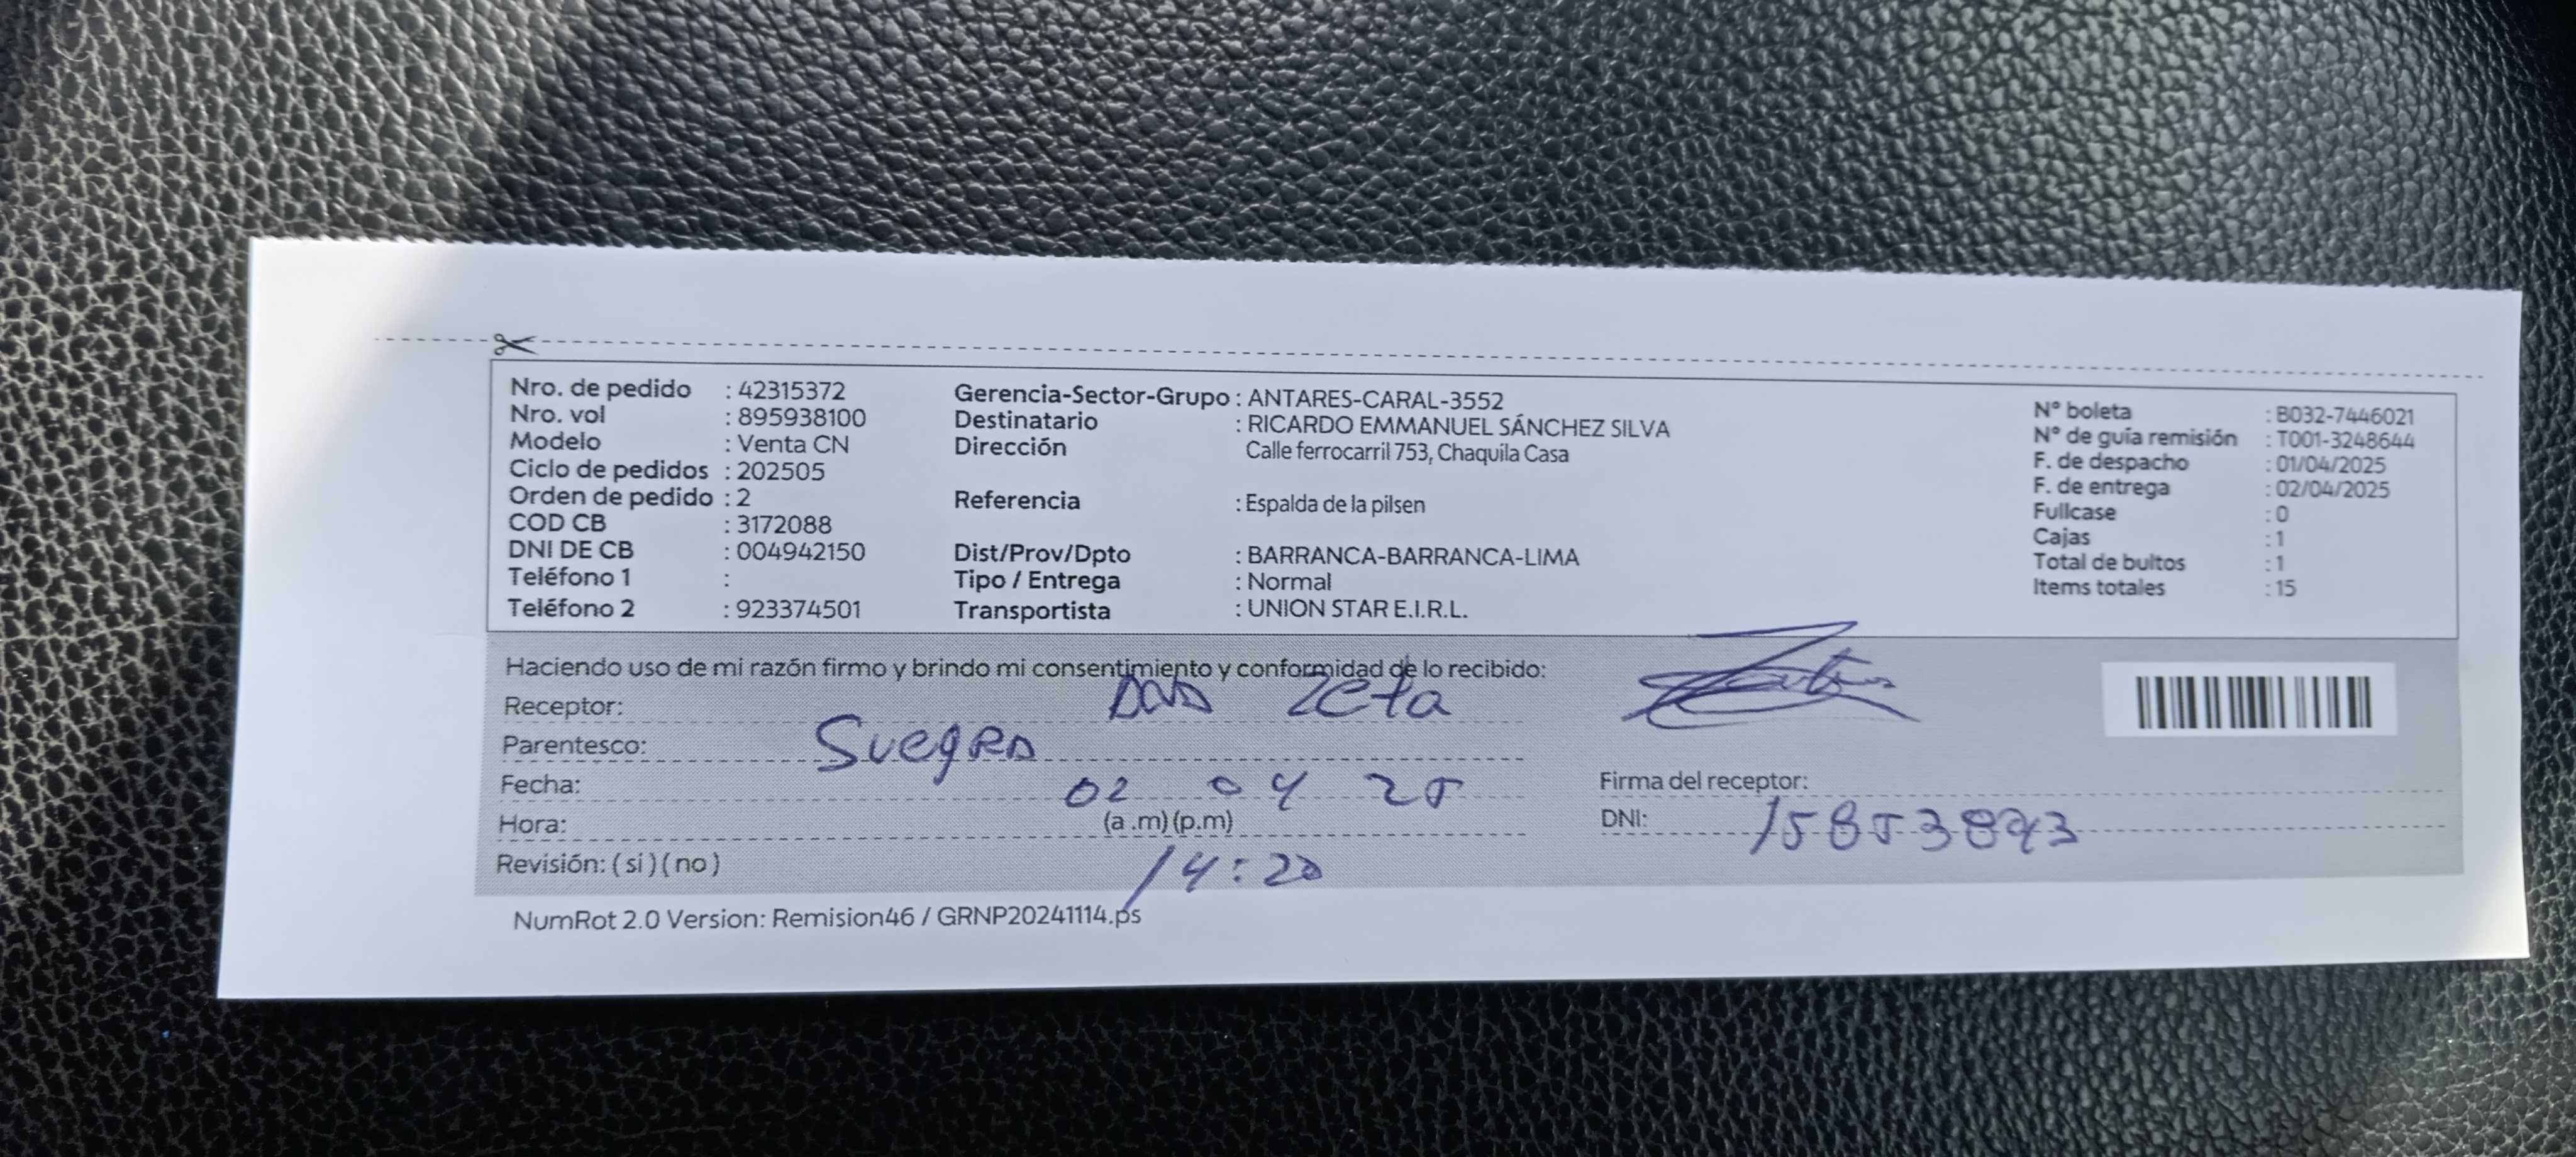 Nro. de pedido : 42315372
Nro. vol : 895938100
Modelo : Venta CN
Ciclo de pedidos : 202505
Orden de pedido : 2
COD CB : 3172088
DNI DE CB : 004942150
Teléfono 1 :
Teléfono 2 : 923374501
Gerencia-Sector-Grupo : ANTARES-CARAL-3552
Destinatario : RICARDO EMMANUEL SÁNCHEZ SILVA
Dirección Calle ferrocarril 753, Chaquila Casa
Referencia : Espalda de la pilsen
Dist/Prov/Dpto : BARRANCA-BARRANCA-LIMA
Tipo / Entrega : Normal
Transportista : UNION STAR E.I.R.L.
N° boleta : B032-7446021
N° de guía remisión : T001-3248644
F. de despacho : 01/04/2025
F. de entrega : 02/04/2025
Fullcase : 0
Cajas : 1
Total de bultos : 1
Items totales : 15
Haciendo uso de mi razón firmo y brindo mi consentimiento y conformidad de lo recibido:
Receptor: Zeta
Parentesco: Suegra
Fecha: 02 04 25
Hora: (a .m) (p.m)
14:20
Revisión: ( si ) ( no )
Firma del receptor:
DNI:
NumRot 2.0 Version: Remision46 / GRNP20241114.ps